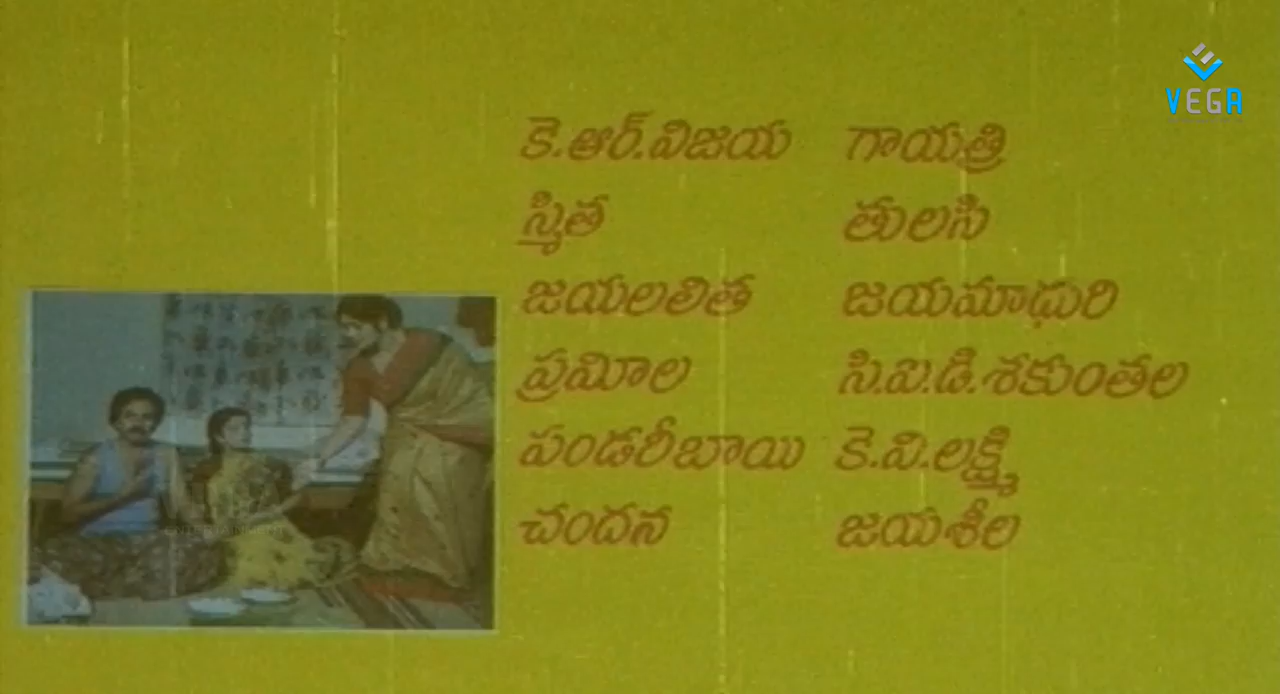 VEGA
కె.ఆర్.విజయ గాయత్రి
స్మిత తులసి
జయలలిత జయమాధురి
ప్రమీల సి.ఐ.డి.శకుంతల
పండరీబాయి కె.వి.లక్ష్మి
చందన జయశీల